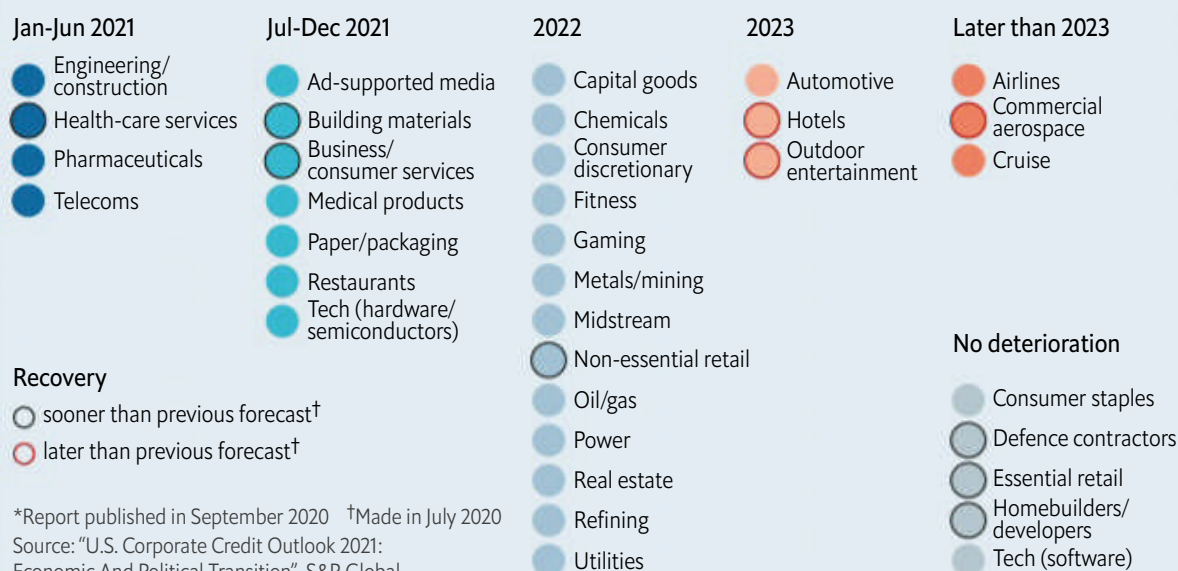 Jan-Jun 2021
Engineering/
construction
Health-care services
Pharmaceuticals
Telecoms
Jul-Dec 2021
Ad-supported media
Building materials
Business/
consumer services
Medical products
Paper/packaging
Restaurants
Tech (hardware/
semiconductors)
2022
Capital goods
Chemicals
Consumer
discretionary
Fitness
Gaming
Metals/mining
Midstream
Non-essential retail
Oil/gas
Power
Real estate
Refining
Utilities
2023
Automotive
Hotels
Outdoor
entertainment
Later than 2023
Airlines
Commercial
aerospace
Cruise
No deterioration
Consumer staples
Defence contractors
Essential retail
Homebuilders/
developers
Tech (software)
Recovery
sooner than previous forecast†
later than previous forecast†
*Report published in September 2020 †Made in July 2020
Source: “U.S. Corporate Credit Outlook 2021:
Economic And Political Transition”, S&P Global